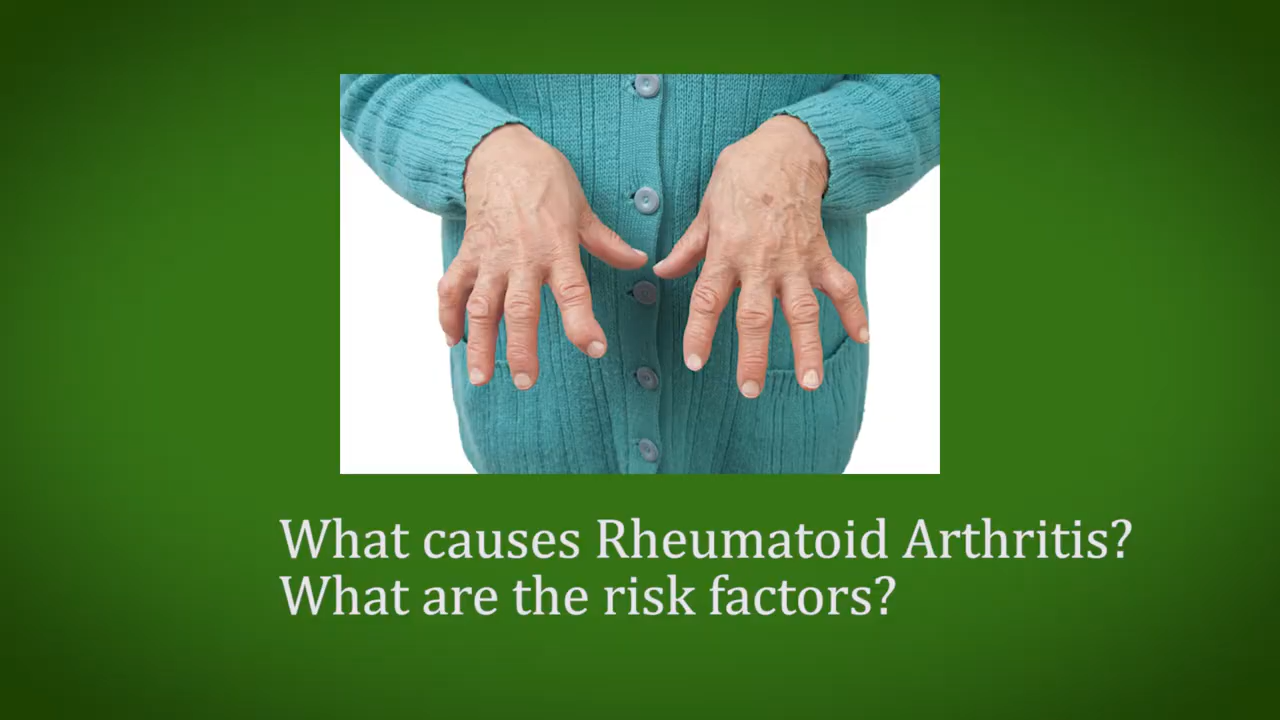 What causes Rheumatoid Arthritis?
What are the risk factors?